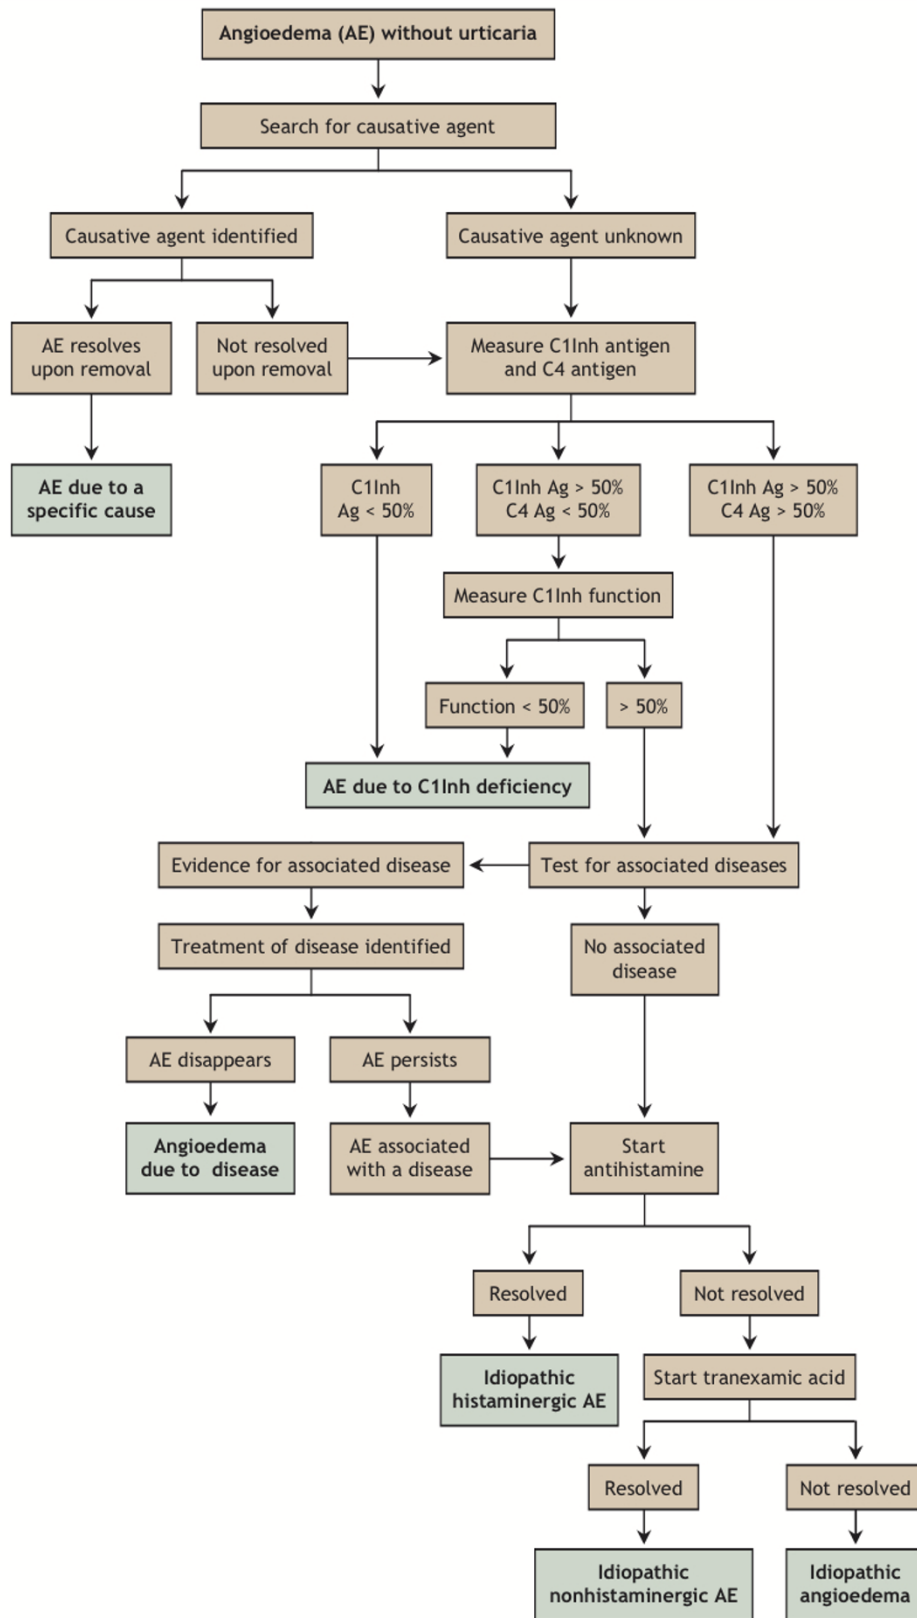 Angioedema (AE) without urticaria
Search for causative agent
Causative agent identified
Causative agent unknown
AE resolves
upon removal
Not resolved
upon removal
Measure C1Inh antigen
and C4 antigen
AE due to a
specific cause
C1Inh
Ag < 50%
C1Inh Ag > 50%
C4 Ag < 50%
C1Inh Ag > 50%
C4 Ag > 50%
Measure C1Inh function
Function < 50%
> 50%
AE due to C1Inh deficiency
Evidence for associated disease
Test for associated diseases
Treatment of disease identified
No associated
disease
AE disappears
AE persists
Angioedema
due to disease
AE associated
with a disease
Start
antihistamine
Resolved
Not resolved
Idiopathic
histaminergic AE
Start tranexamic acid
Resolved
Not resolved
Idiopathic
nonhistaminergic AE
Idiopathic
angioedema